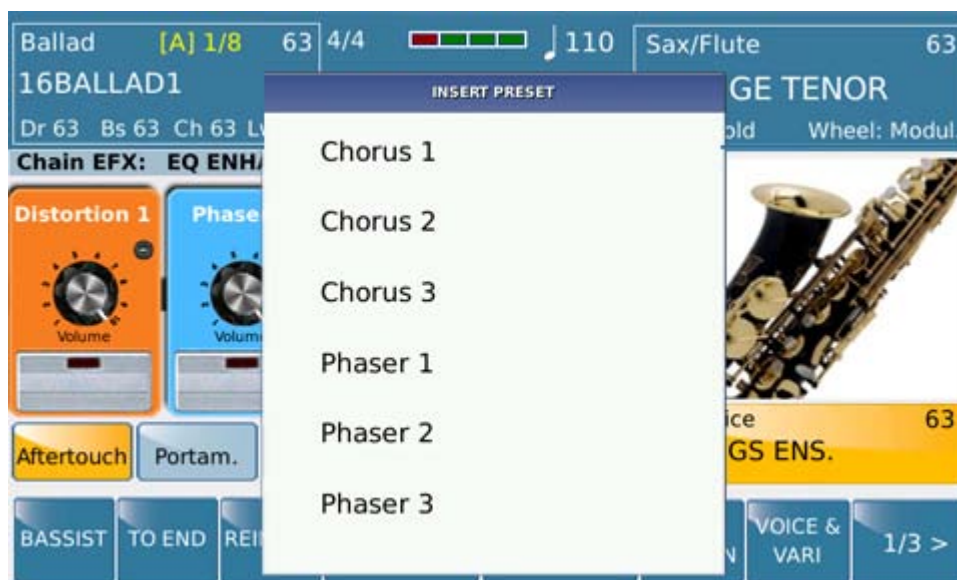 Ballad [A] 1/8 63
4/4 110
Sax/Flute 63
16BALLAD1
GE TENOR
Dr 63 Bs 63 Ch 63
Wheel: Modul.
Chain EFX: EQ ENH
INSERT PRESET
Chorus 1
Chorus 2
Chorus 3
Phaser 1
Phaser 2
Phaser 3
Distortion 1
Phase
Volume
Volum
Aftertouch
Portam.
63
GS ENS.
BASSIST
TO END
REI
VOICE &
VARI
1/3 >